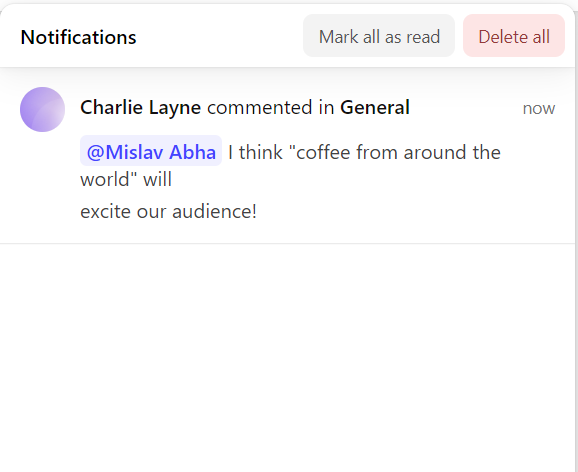 Notifications
Mark all as read
Delete all
Charlie Layne commented in General
now
@Mislav Abha I think "coffee from around the
world" will
excite our audience!